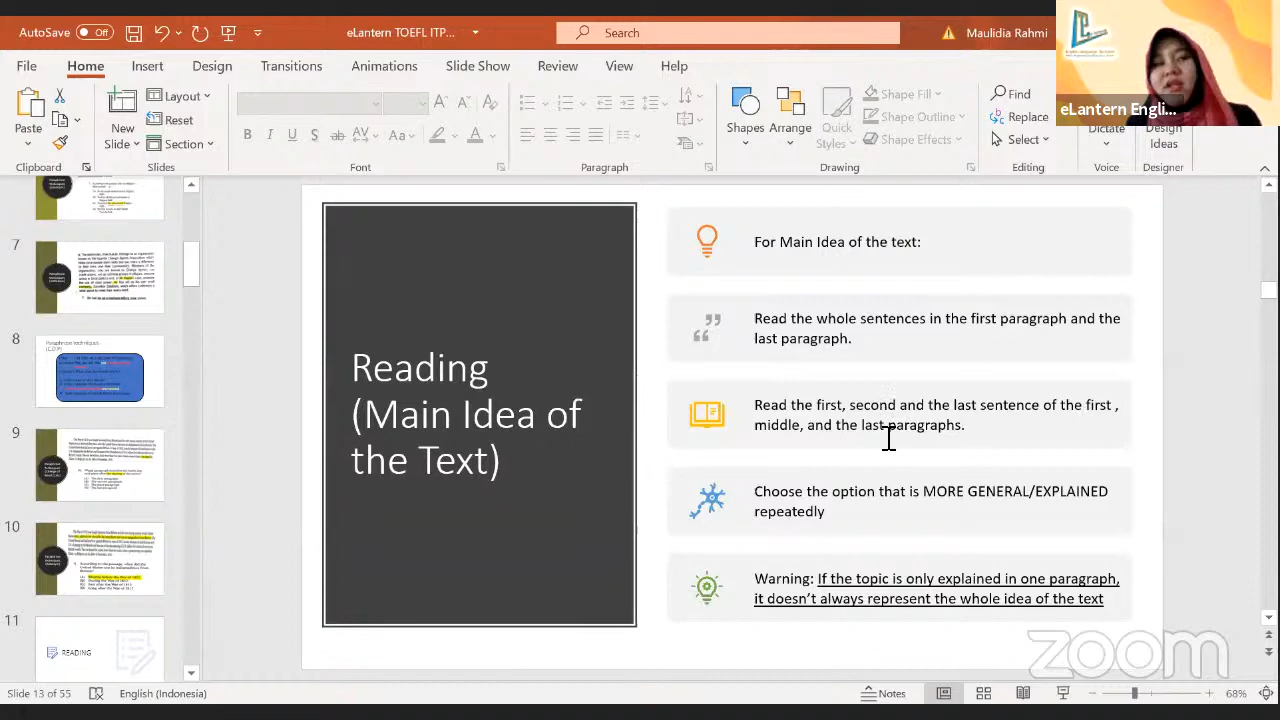 AutoSave Off eLantern TOEFL ITP... Search Maulidia Rahmi
File Home Insert Design Transitions Animations Slide Show Review View Help
Paste
Clipboard
New
Slide
Layout
Reset
Section
Slides
B I U S ab AV Aa A
Font
Paragraph
Shapes
Arrange
Quick
Styles
Shape Fill
Shape Outline
Shape Effects
Drawing
Find
Replace
Select
Editing
Dictate
Voice
Design
Ideas
Designer
eLantern Engli...
7
8
10
11
READING
Reading
(Main Idea of
the Text)
For Main Idea of the text:
Read the whole sentences in the first paragraph and the
last paragraph.
Read the first, second and the last sentence of the first ,
middle, and the last paragraphs.
Choose the option that is MORE GENERAL/EXPLAINED
repeatedly
Warning: If the topic is only explained in one paragraph,
it doesn't always represent the whole idea of the text
zoom
Slide 13 of 55 English (Indonesia) Notes 68%